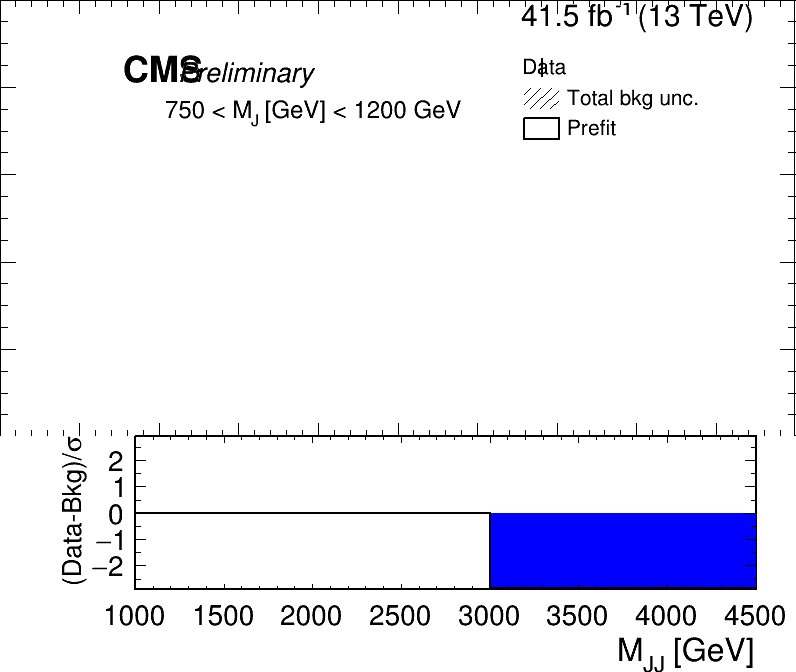 41.5 fb⁻¹ (13 TeV)
CMS Preliminary
Data
750 < M_J [GeV] < 1200 GeV
Total bkg unc.
Prefit
(Data-Bkg)/σ
2
1
0
−1
−2
1000 1500 2000 2500 3000 3500 4000 4500
M_JJ [GeV]